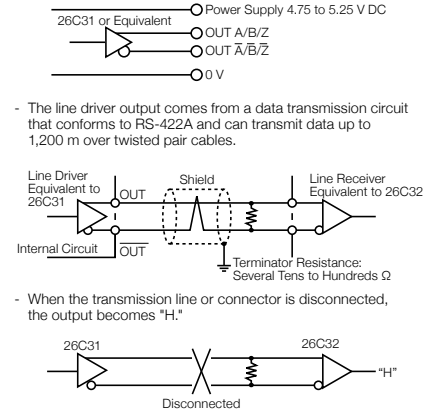 Power Supply 4.75 to 5.25 V DC
26C31 or Equivalent
OUT A/B/Z
OUT A̅/B̅/Z̅
0 V
- The line driver output comes from a data transmission circuit
that conforms to RS-422A and can transmit data up to
1,200 m over twisted pair cables.
Line Driver
Equivalent to
26C31
OUT
Shield
Line Receiver
Equivalent to 26C32
Internal Circuit
O̅U̅T̅
Terminator Resistance:
Several Tens to Hundreds Ω
- When the transmission line or connector is disconnected,
the output becomes "H."
26C31
26C32
"H"
Disconnected